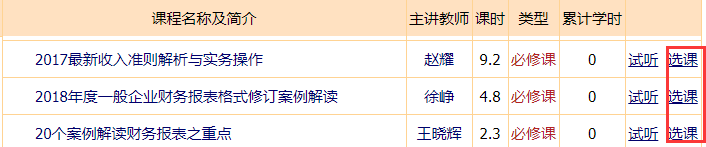 课程名称及简介 主讲教师 课时 类型 累计学时
2017最新收入准则解析与实务操作 赵耀 9.2 必修课 0 试听 选课
2018年度一般企业财务报表格式修订案例解读 徐峥 4.8 必修课 0 试听 选课
20个案例解读财务报表之重点 王晓辉 2.3 必修课 0 试听 选课